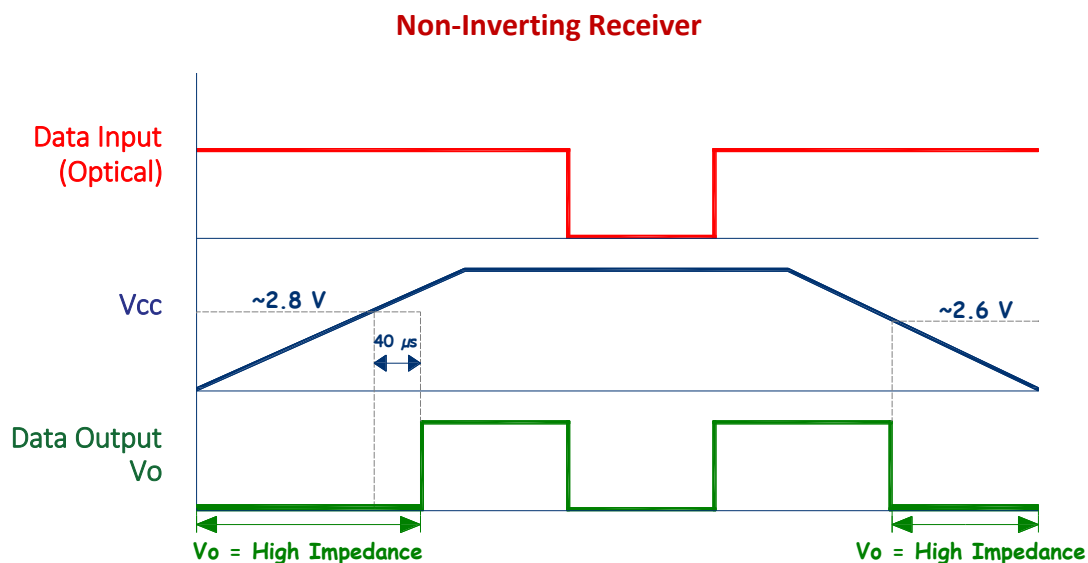 Non-Inverting Receiver
Data Input
(Optical)
Vcc
~2.8 V
~2.6 V
40 µs
Data Output
Vo
Vo = High Impedance
Vo = High Impedance